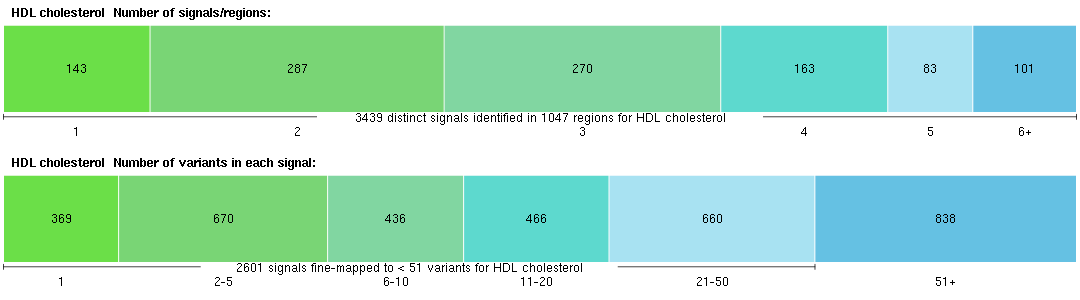 HDL cholesterol Number of signals/regions:
143 287 270 163 83 101
3439 distinct signals identified in 1047 regions for HDL cholesterol
1 2 3 4 5 6+
HDL cholesterol Number of variants in each signal:
369 670 436 466 660 838
2601 signals fine-mapped to < 51 variants for HDL cholesterol
1 2-5 6-10 11-20 21-50 51+